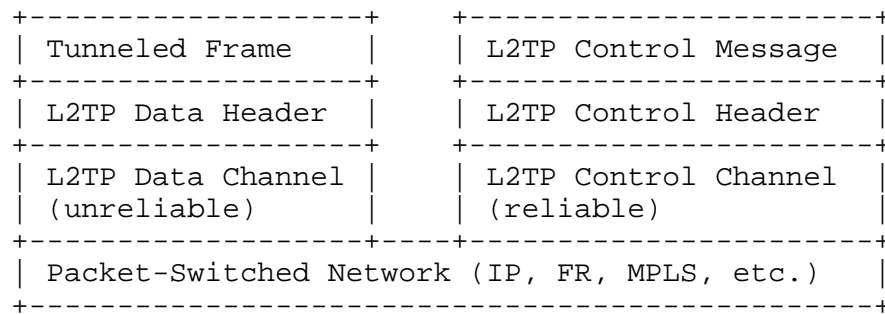 +-------------------+    +-----------------------+
| Tunneled Frame    |    | L2TP Control Message  |
+-------------------+    +-----------------------+
| L2TP Data Header  |    | L2TP Control Header   |
+-------------------+    +-----------------------+
| L2TP Data Channel |    | L2TP Control Channel  |
| (unreliable)      |    | (reliable)            |
+-------------------+----+-----------------------+
| Packet-Switched Network (IP, FR, MPLS, etc.)   |
+------------------------------------------------+